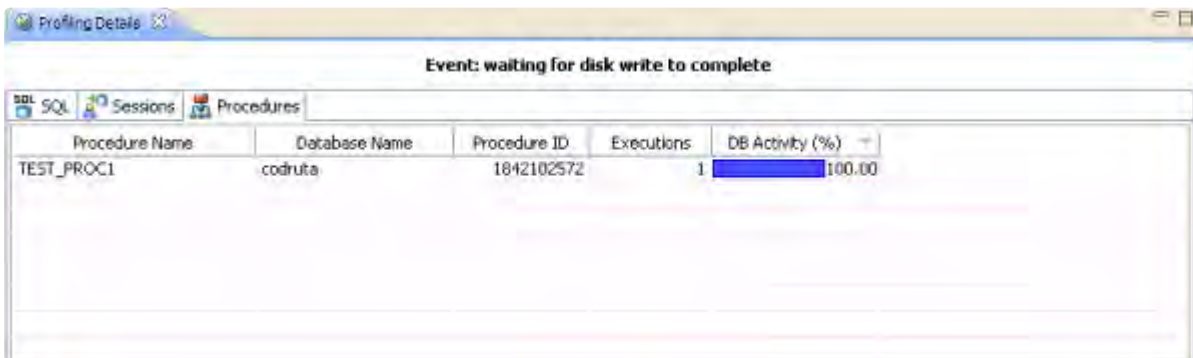 Profiling Details
Event: waiting for disk write to complete
SQL SQL Sessions Procedures
Procedure Name Database Name Procedure ID Executions DB Activity (%)
TEST_PROC1 codruta 1842102572 1 100.00